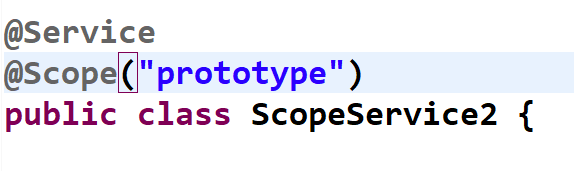 @Service
@Scope("prototype")
public class ScopeService2 {